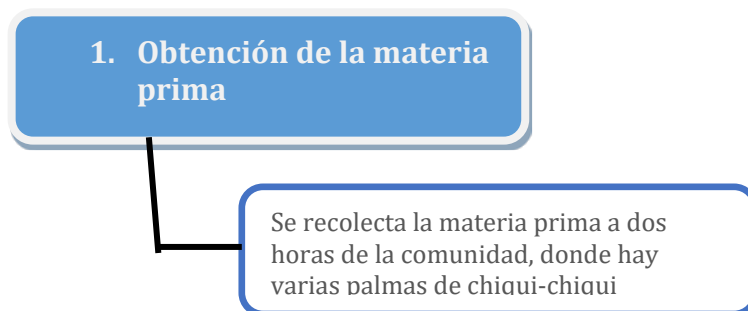 1. Obtención de la materia
prima
Se recolecta la materia prima a dos
horas de la comunidad, donde hay
varias palmas de chiqui-chiqui